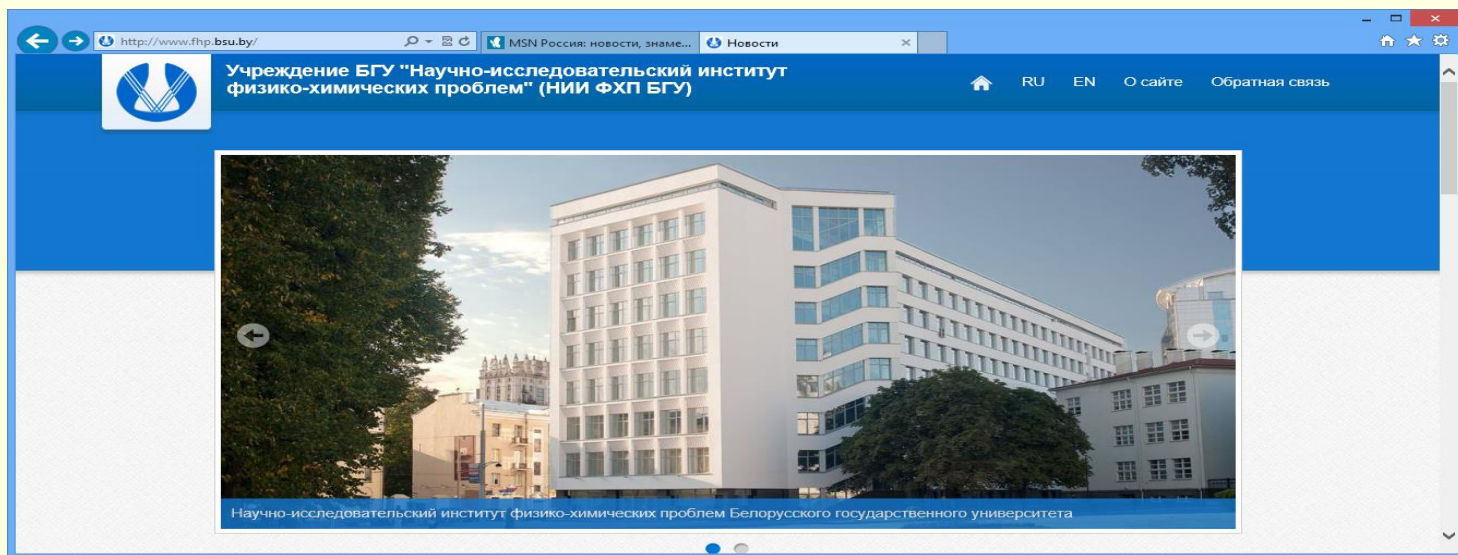 http://www.fhp.bsu.by/
MSN Россия: новости, знаме...
Новости
Учреждение БГУ "Научно-исследовательский институт
физико-химических проблем" (НИИ ФХП БГУ)
RU EN О сайте Обратная связь
Научно-исследовательский институт физико-химических проблем Белорусского государственного университета